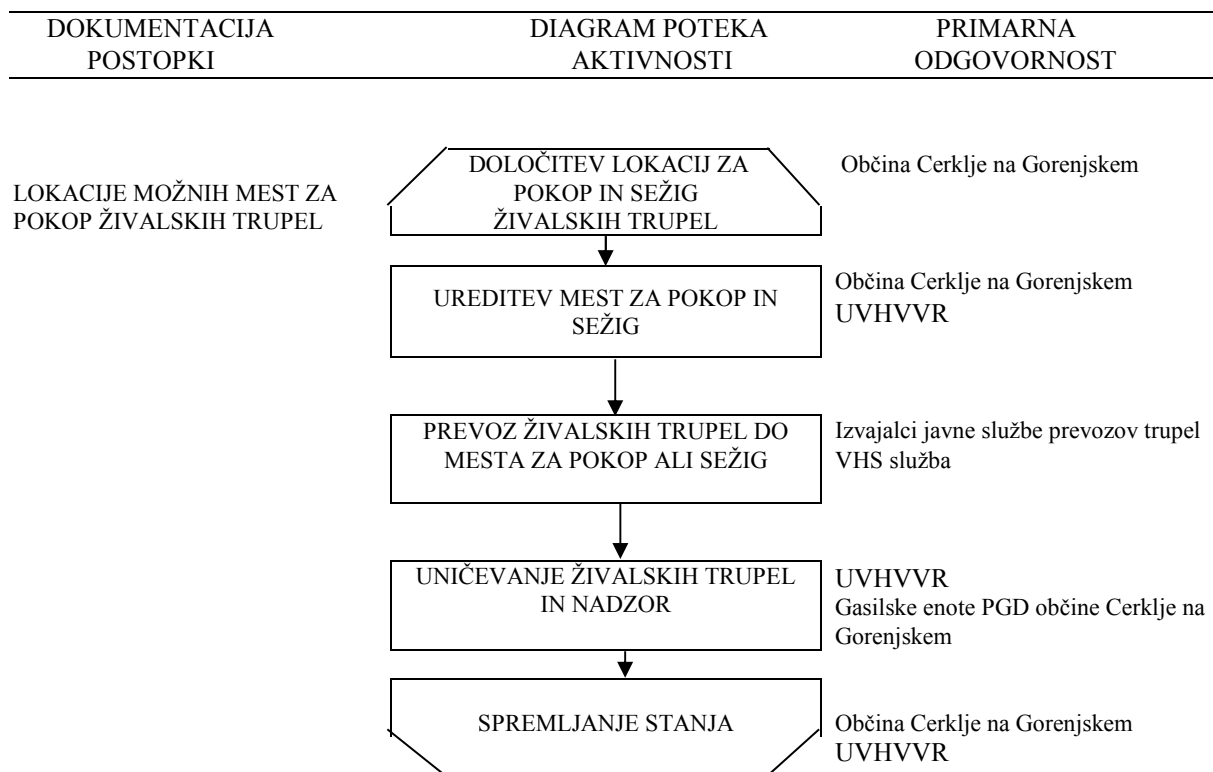 DOKUMENTACIJA
POSTOPKI
DIAGRAM POTEKA
AKTIVNOSTI
PRIMARNA
ODGOVORNOST
LOKACIJE MOŽNIH MEST ZA
POKOP ŽIVALSKIH TRUPEL
DOLOČITEV LOKACIJ ZA
POKOP IN SEŽIG
ŽIVALSKIH TRUPEL
Občina Cerklje na Gorenjskem
UREDITEV MEST ZA POKOP IN
SEŽIG
Občina Cerklje na Gorenjskem
UVHVVR
PREVOZ ŽIVALSKIH TRUPEL DO
MESTA ZA POKOP ALI SEŽIG
Izvajalci javne službe prevozov trupel
VHS služba
UNIČEVANJE ŽIVALSKIH TRUPEL
IN NADZOR
UVHVVR
Gasilske enote PGD občine Cerklje na
Gorenjskem
SPREMLJANJE STANJA
Občina Cerklje na Gorenjskem
UVHVVR